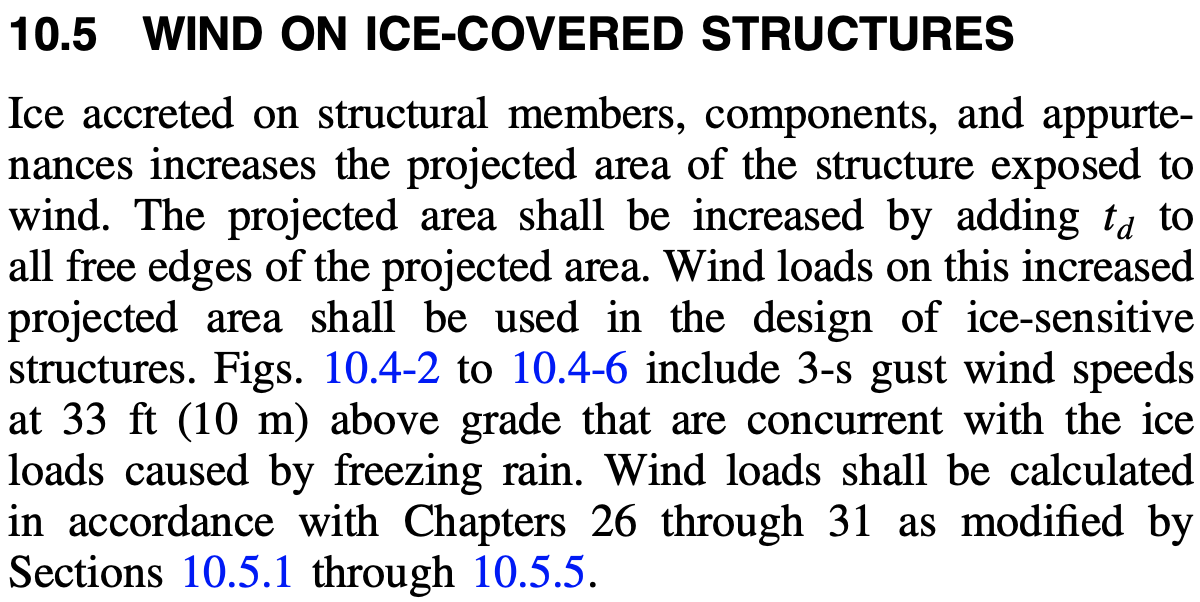 10.5 WIND ON ICE-COVERED STRUCTURES
Ice accreted on structural members, components, and appurte-
nances increases the projected area of the structure exposed to
wind. The projected area shall be increased by adding t_d to
all free edges of the projected area. Wind loads on this increased
projected area shall be used in the design of ice-sensitive
structures. Figs. 10.4-2 to 10.4-6 include 3-s gust wind speeds
at 33 ft (10 m) above grade that are concurrent with the ice
loads caused by freezing rain. Wind loads shall be calculated
in accordance with Chapters 26 through 31 as modified by
Sections 10.5.1 through 10.5.5.